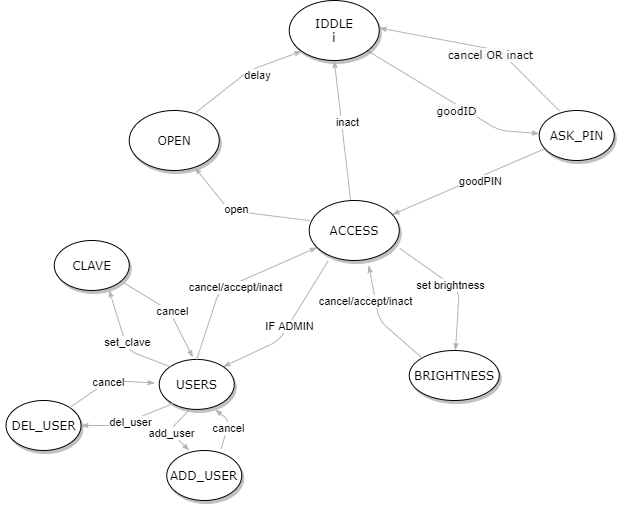 IDDLE
i
cancel OR inact
delay
goodID
inact
OPEN
ASK_PIN
goodPIN
open
ACCESS
CLAVE
cancel/accept/inact
set brightness
cancel/accept/inact
cancel
IF ADMIN
set_clave
BRIGHTNESS
cancel
USERS
DEL_USER
del_user
add_user
cancel
ADD_USER